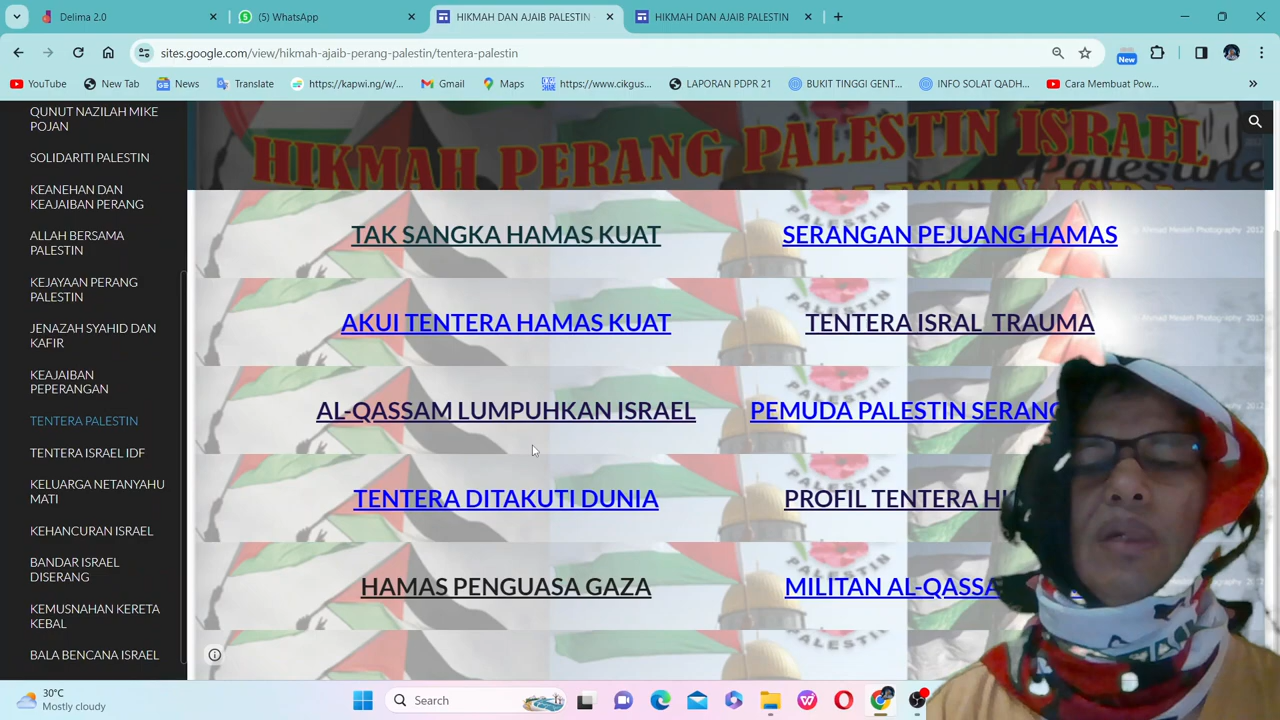 Delima 2.0
(5) WhatsApp
HIKMAH DAN AJAIB PALESTIN
HIKMAH DAN AJAIB PALESTIN
sites.google.com/view/hikmah-ajaib-perang-palestin/tentera-palestin
New
YouTube
New Tab
News
Translate
https://kapwi.ng/w/...
Gmail
Maps
https://www.cikgus...
LAPORAN PDPR 21
BUKIT TINGGI GENT...
INFO SOLAT QADH...
Cara Membuat Pow...
HIKMAH PERANG PALESTIN ISRAEL
Palestine
QUNUT NAZILAH MIKE
POJAN
SOLIDARITI PALESTIN
KEANEHAN DAN
KEAJAIBAN PERANG
ALLAH BERSAMA
PALESTIN
KEJAYAAN PERANG
PALESTIN
JENAZAH SYAHID DAN
KAFIR
KEAJAIBAN
PEPERANGAN
TENTERA PALESTIN
TENTERA ISRAEL IDF
KELUARGA NETANYAHU
MATI
KEHANCURAN ISRAEL
BANDAR ISRAEL
DISERANG
KEMUSNAHAN KERETA
KEBAL
BALA BENCANA ISRAEL
TAK SANGKA HAMAS KUAT
SERANGAN PEJUANG HAMAS
AKUI TENTERA HAMAS KUAT
TENTERA ISRAL TRAUMA
AL-QASSAM LUMPUHKAN ISRAEL
PEMUDA PALESTIN SERANG
TENTERA DITAKUTI DUNIA
PROFIL TENTERA
HAMAS PENGUASA GAZA
MILITAN AL-QASSA
30°C
Mostly cloudy
Search